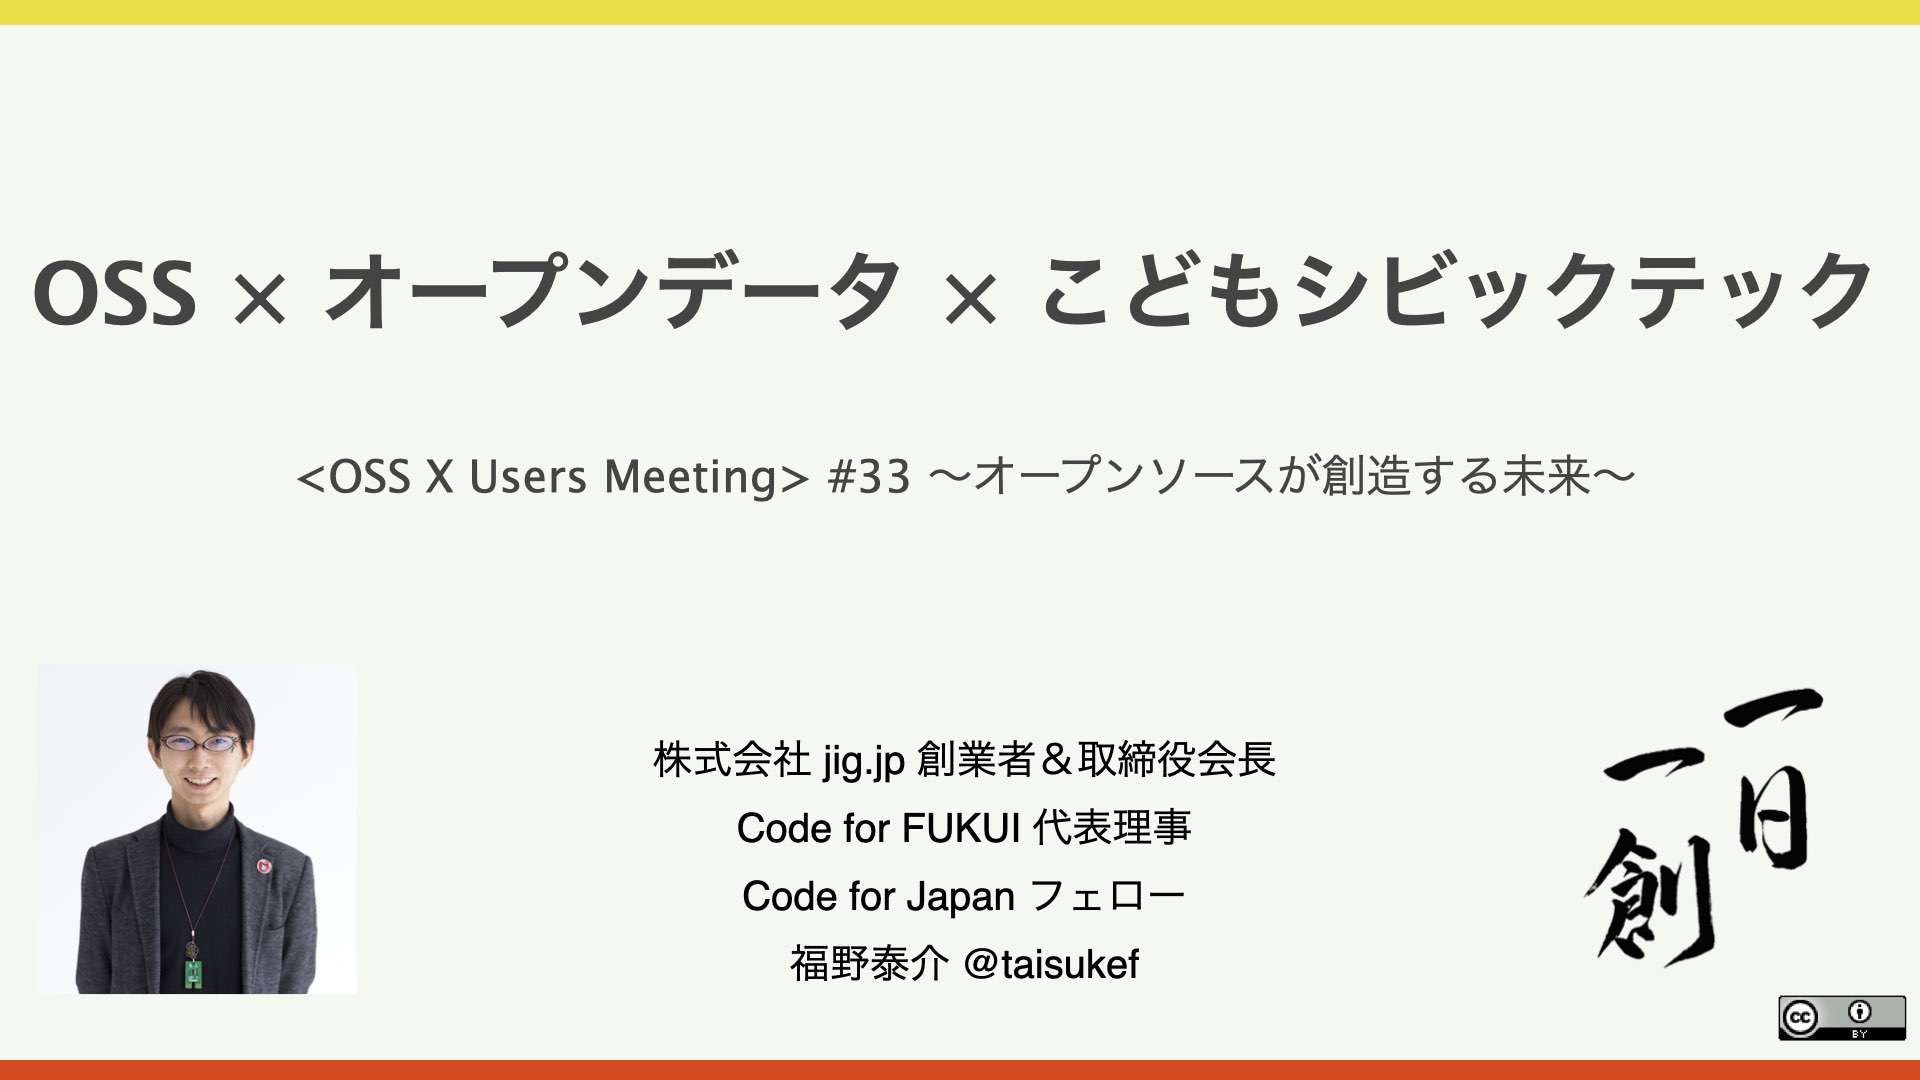 OSS × オープンデータ × こどもシビックテック
<OSS X Users Meeting> #33 〜オープンソースが創造する未来〜
株式会社 jig.jp 創業者＆取締役会長
Code for FUKUI 代表理事
Code for Japan フェロー
福野泰介 @taisukef
一日
一創
cc
BY